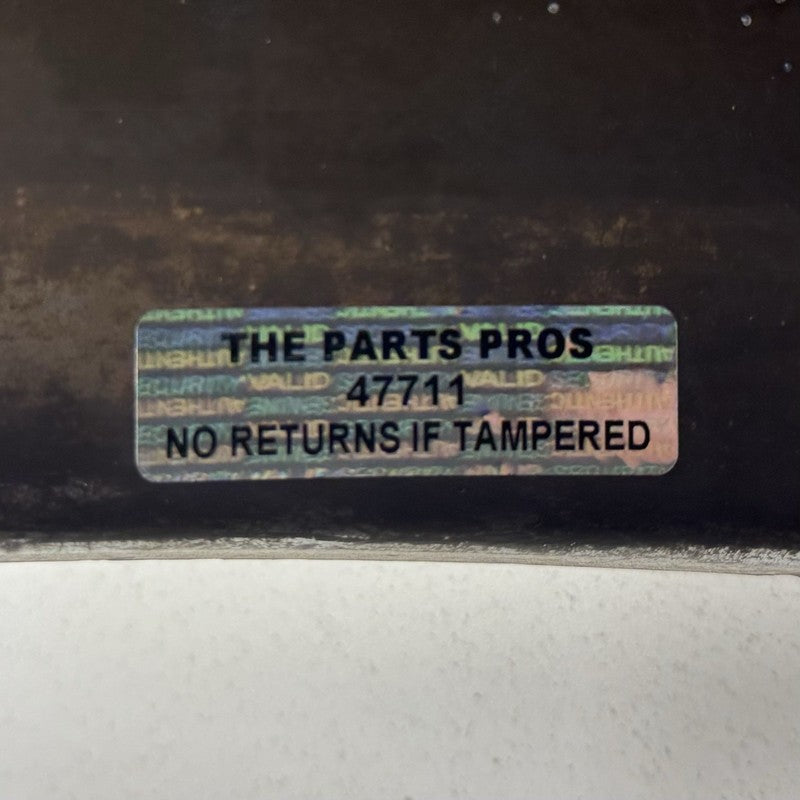 THE PARTS PROS
47711
NO RETURNS IF TAMPERED